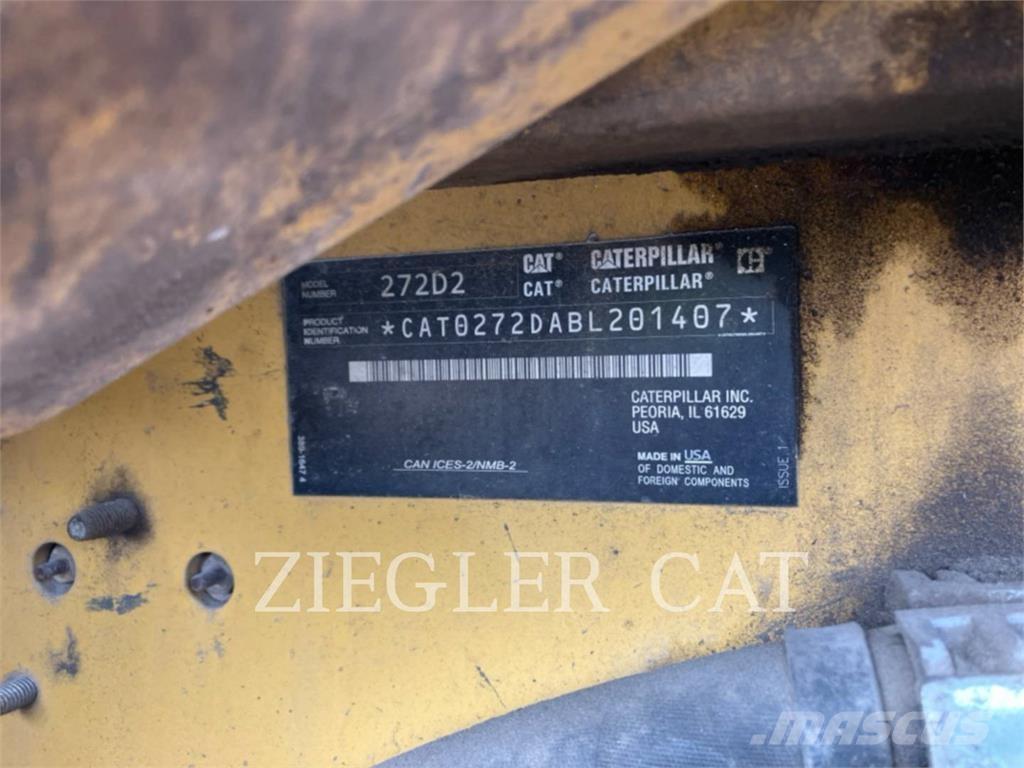 MODEL NUMBER 272D2 CAT® CATERPILLAR
CAT® CATERPILLAR®
PRODUCT IDENTIFICATION NUMBER *CAT0272DABL201407*
CATERPILLAR INC.
PEORIA, IL 61629
USA
CAN ICES-2/NMB-2
MADE IN USA
OF DOMESTIC AND
FOREIGN COMPONENTS
ISSUE 1
ZIEGLER CAT
MASCUS